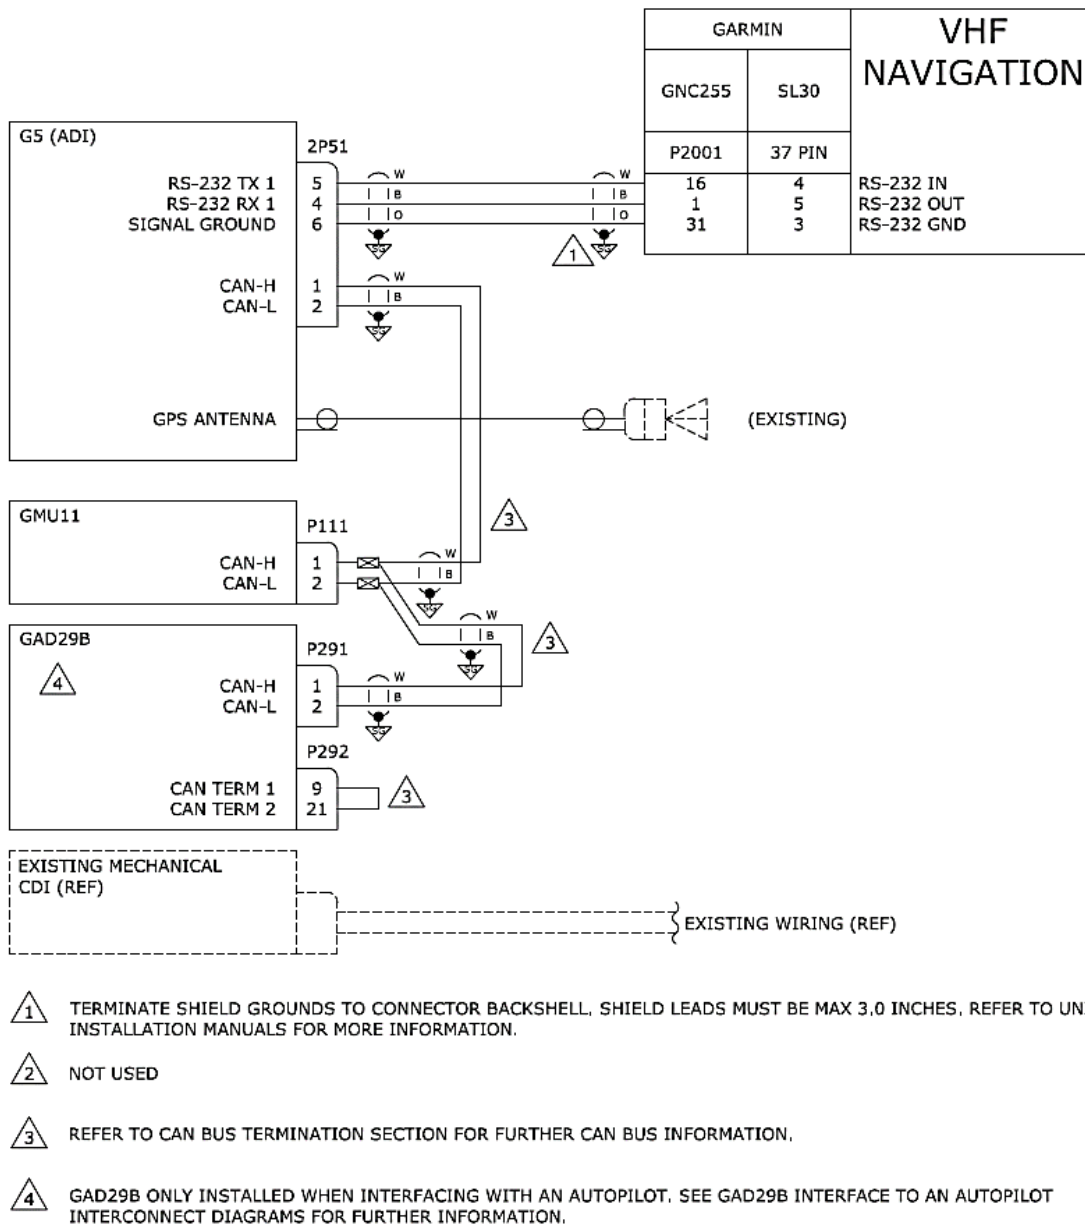 GARMIN
VHF
NAVIGATION
GNC255 SL30
P2001 37 PIN
16 4 RS-232 IN
1 5 RS-232 OUT
31 3 RS-232 GND
G5 (ADI)
2P51
RS-232 TX 1 5 W W
RS-232 RX 1 4 B B
SIGNAL GROUND 6 O O
SG 1 SG
CAN-H 1 W
CAN-L 2 B
SG
GPS ANTENNA (EXISTING)
GMU11
P111
3
CAN-H 1 W
CAN-L 2 B
SG
GAD29B
P291
4
W
B
SG
3
CAN-H 1 W
CAN-L 2 B
SG
P292
CAN TERM 1 9
CAN TERM 2 21
3
EXISTING MECHANICAL
CDI (REF)
EXISTING WIRING (REF)
1 TERMINATE SHIELD GROUNDS TO CONNECTOR BACKSHELL. SHIELD LEADS MUST BE MAX 3.0 INCHES. REFER TO
INSTALLATION MANUALS FOR MORE INFORMATION.
2 NOT USED
3 REFER TO CAN BUS TERMINATION SECTION FOR FURTHER CAN BUS INFORMATION.
4 GAD29B ONLY INSTALLED WHEN INTERFACING WITH AN AUTOPILOT. SEE GAD29B INTERFACE TO AN AUTOPILOT
INTERCONNECT DIAGRAMS FOR FURTHER INFORMATION.